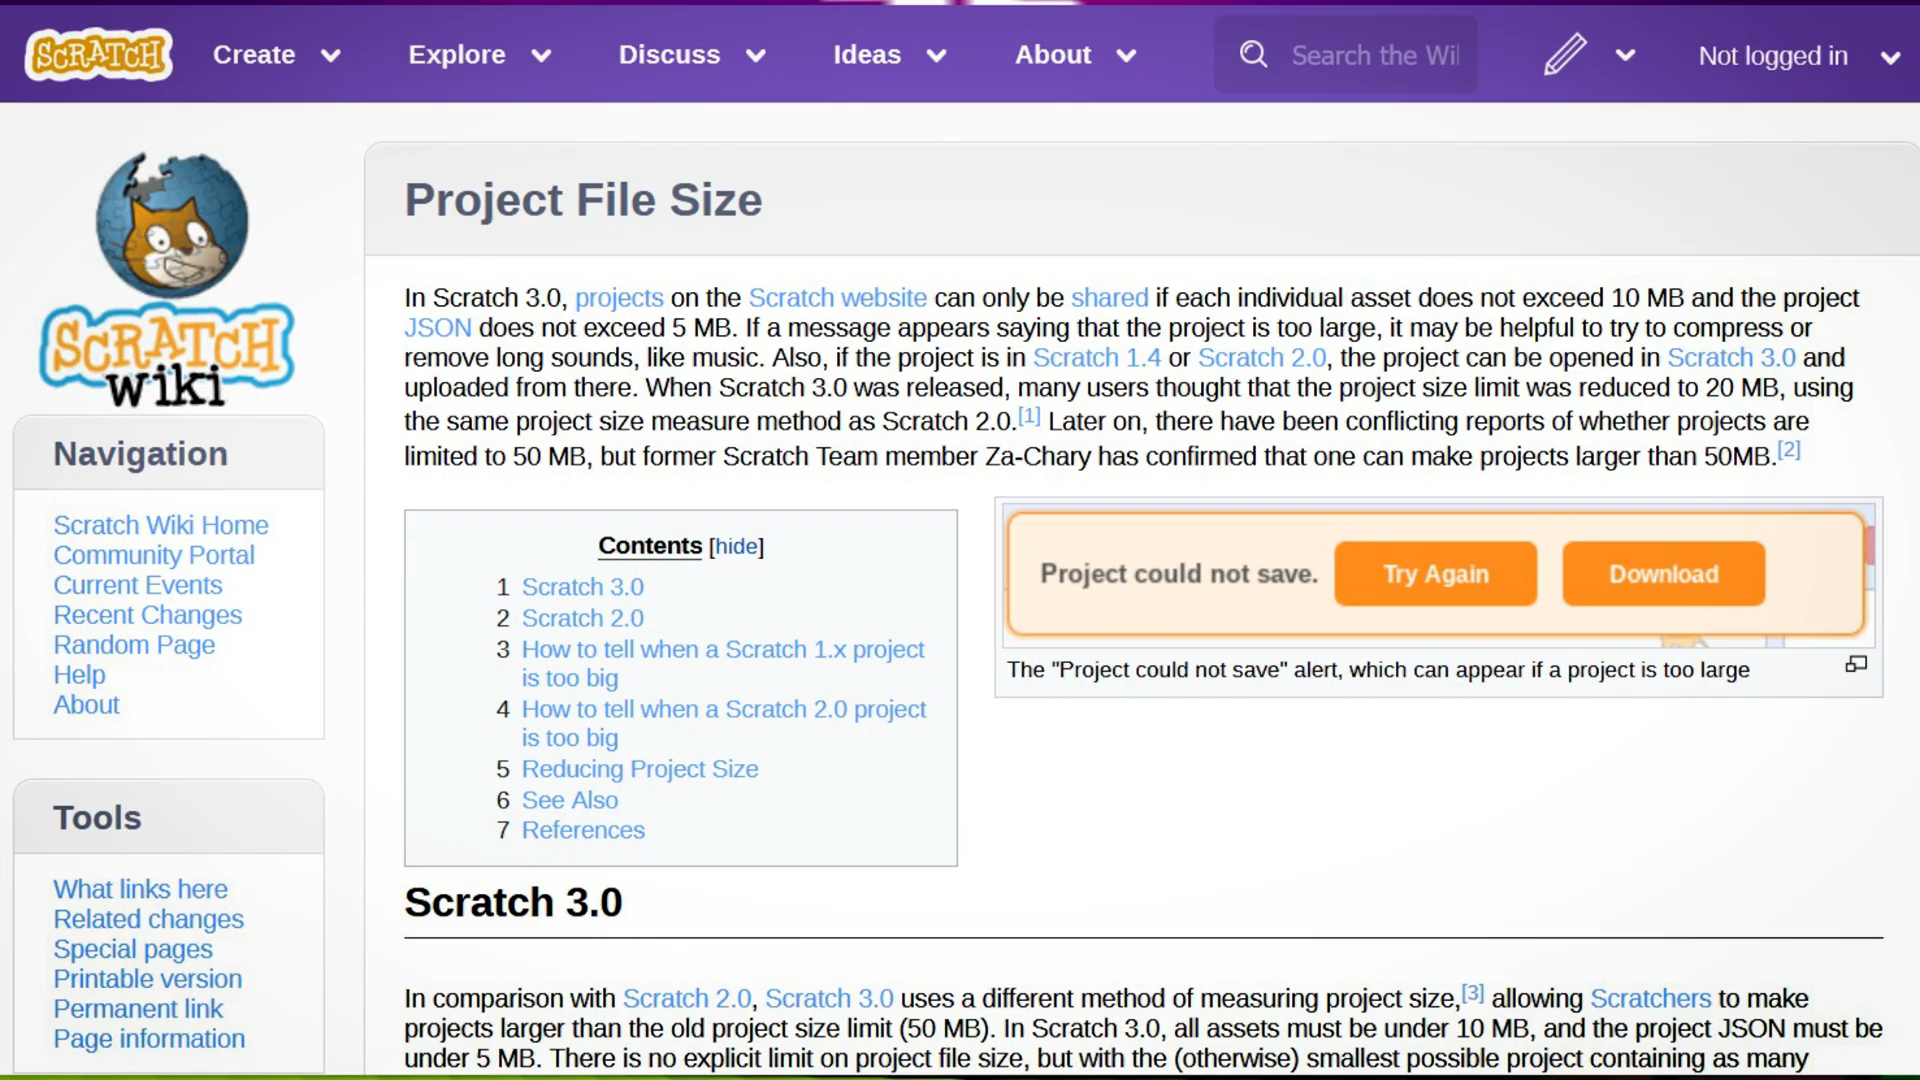 SCRATCH Create Explore Discuss Ideas About Search the Wil Not logged in
SCRATCH
wiki
Navigation
Scratch Wiki Home
Community Portal
Current Events
Recent Changes
Random Page
Help
About
Tools
What links here
Related changes
Special pages
Printable version
Permanent link
Page information
Project File Size
In Scratch 3.0, projects on the Scratch website can only be shared if each individual asset does not exceed 10 MB and the project
JSON does not exceed 5 MB. If a message appears saying that the project is too large, it may be helpful to try to compress or
remove long sounds, like music. Also, if the project is in Scratch 1.4 or Scratch 2.0, the project can be opened in Scratch 3.0 and
uploaded from there. When Scratch 3.0 was released, many users thought that the project size limit was reduced to 20 MB, using
the same project size measure method as Scratch 2.0.[1] Later on, there have been conflicting reports of whether projects are
limited to 50 MB, but former Scratch Team member Za-Chary has confirmed that one can make projects larger than 50MB.[2]
Contents [hide]
1 Scratch 3.0
2 Scratch 2.0
3 How to tell when a Scratch 1.x project
is too big
4 How to tell when a Scratch 2.0 project
is too big
5 Reducing Project Size
6 See Also
7 References
Project could not save. Try Again Download
The "Project could not save" alert, which can appear if a project is too large
Scratch 3.0
In comparison with Scratch 2.0, Scratch 3.0 uses a different method of measuring project size,[3] allowing Scratchers to make
projects larger than the old project size limit (50 MB). In Scratch 3.0, all assets must be under 10 MB, and the project JSON must be
under 5 MB. There is no explicit limit on project file size, but with the (otherwise) smallest possible project containing as many